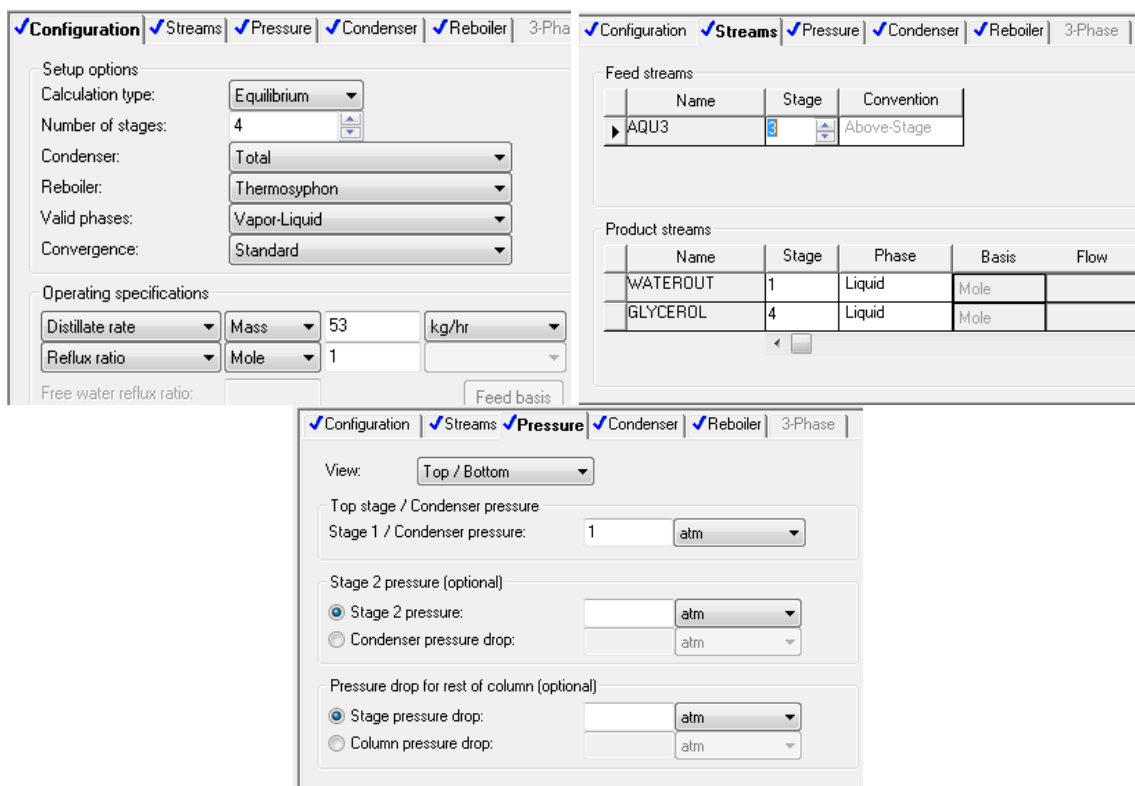 Configuration Streams Pressure Condenser Reboiler 3-Pha
Setup options
Calculation type: Equilibrium
Number of stages: 4
Condenser: Total
Reboiler: Thermosyphon
Valid phases: Vapor-Liquid
Convergence: Standard
Operating specifications
Distillate rate Mass 53 kg/hr
Reflux ratio Mole 1
Free water reflux ratio: Feed basis
Configuration Streams Pressure Condenser Reboiler 3-Phase
Feed streams
Name Stage Convention
AQU3 3 Above-Stage
Product streams
Name Stage Phase Basis Flow
WATEROUT 1 Liquid Mole
GLYCEROL 4 Liquid Mole
Configuration Streams Pressure Condenser Reboiler 3-Phase
View: Top / Bottom
Top stage / Condenser pressure
Stage 1 / Condenser pressure: 1 atm
Stage 2 pressure (optional)
Stage 2 pressure: atm
Condenser pressure drop: atm
Pressure drop for rest of column (optional)
Stage pressure drop: atm
Column pressure drop: atm